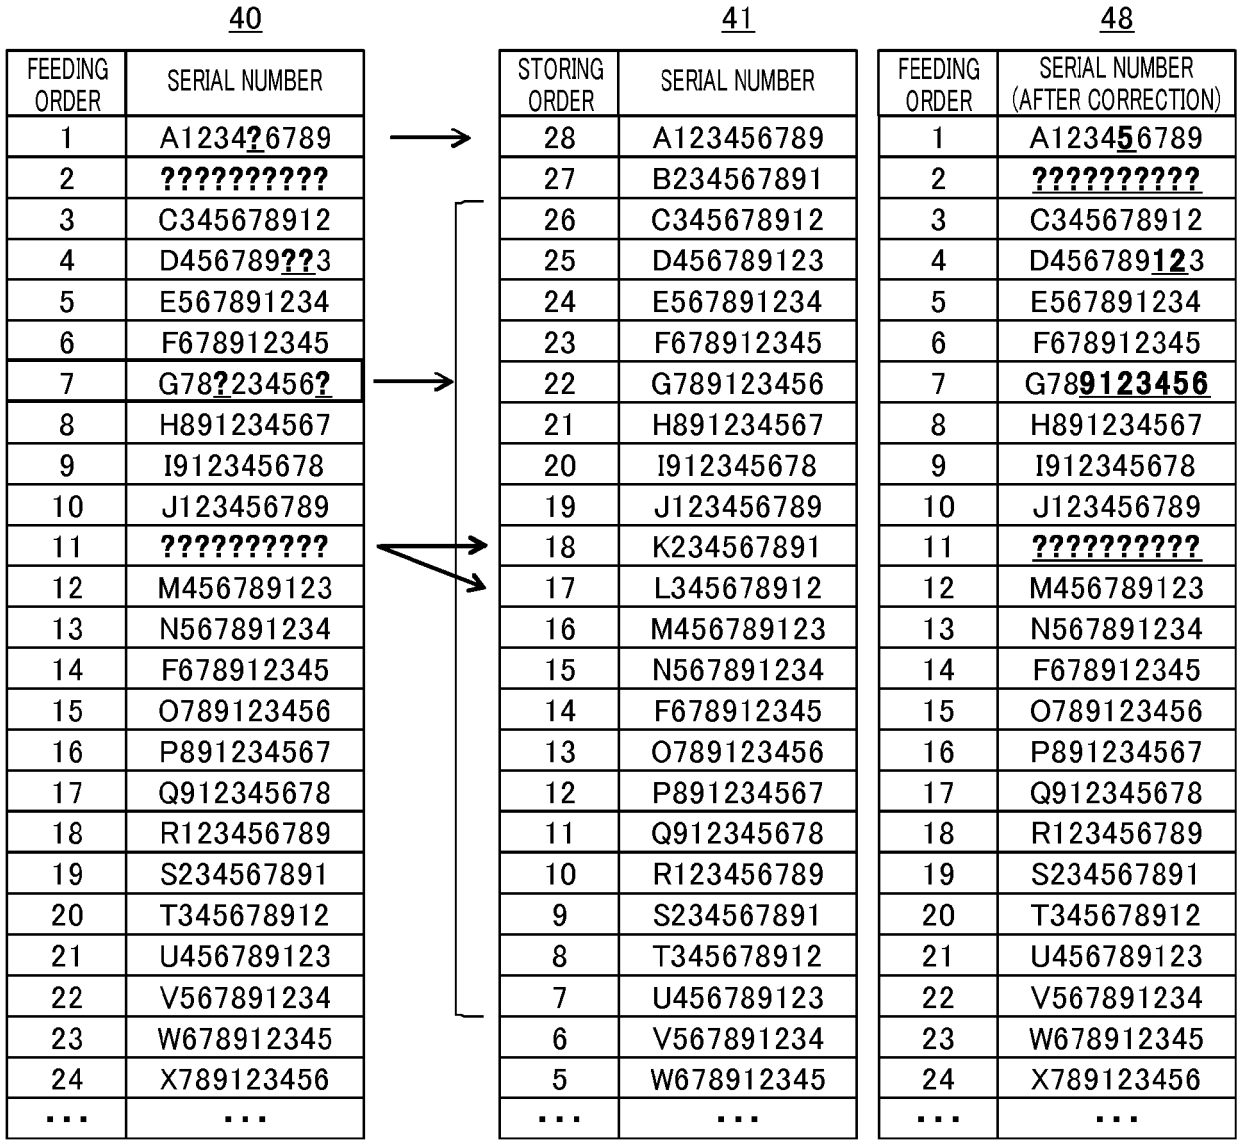 40 41 48
FEEDING ORDER SERIAL NUMBER STORING ORDER SERIAL NUMBER FEEDING ORDER SERIAL NUMBER (AFTER CORRECTION)
1 A1234?6789 28 A123456789 1 A123456789
2 ?????????? 27 B234567891 2 ??????????
3 C345678912 26 C345678912 3 C345678912
4 D456789??3 25 D456789123 4 D456789123
5 E567891234 24 E567891234 5 E567891234
6 F678912345 23 F678912345 6 F678912345
7 G78?23456? 22 G789123456 7 G789123456
8 H891234567 21 H891234567 8 H891234567
9 I912345678 20 I912345678 9 I912345678
10 J123456789 19 J123456789 10 J123456789
11 ?????????? 18 K234567891 11 ??????????
12 M456789123 17 L345678912 12 M456789123
13 N567891234 16 M456789123 13 N567891234
14 F678912345 15 N567891234 14 F678912345
15 O789123456 14 F678912345 15 O789123456
16 P891234567 13 O789123456 16 P891234567
17 Q912345678 12 P891234567 17 Q912345678
18 R123456789 11 Q912345678 18 R123456789
19 S234567891 10 R123456789 19 S234567891
20 T345678912 9 S234567891 20 T345678912
21 U456789123 8 T345678912 21 U456789123
22 V567891234 7 U456789123 22 V567891234
23 W678912345 6 V567891234 23 W678912345
24 X789123456 5 W678912345 24 X789123456
... ... ... ... ... ...